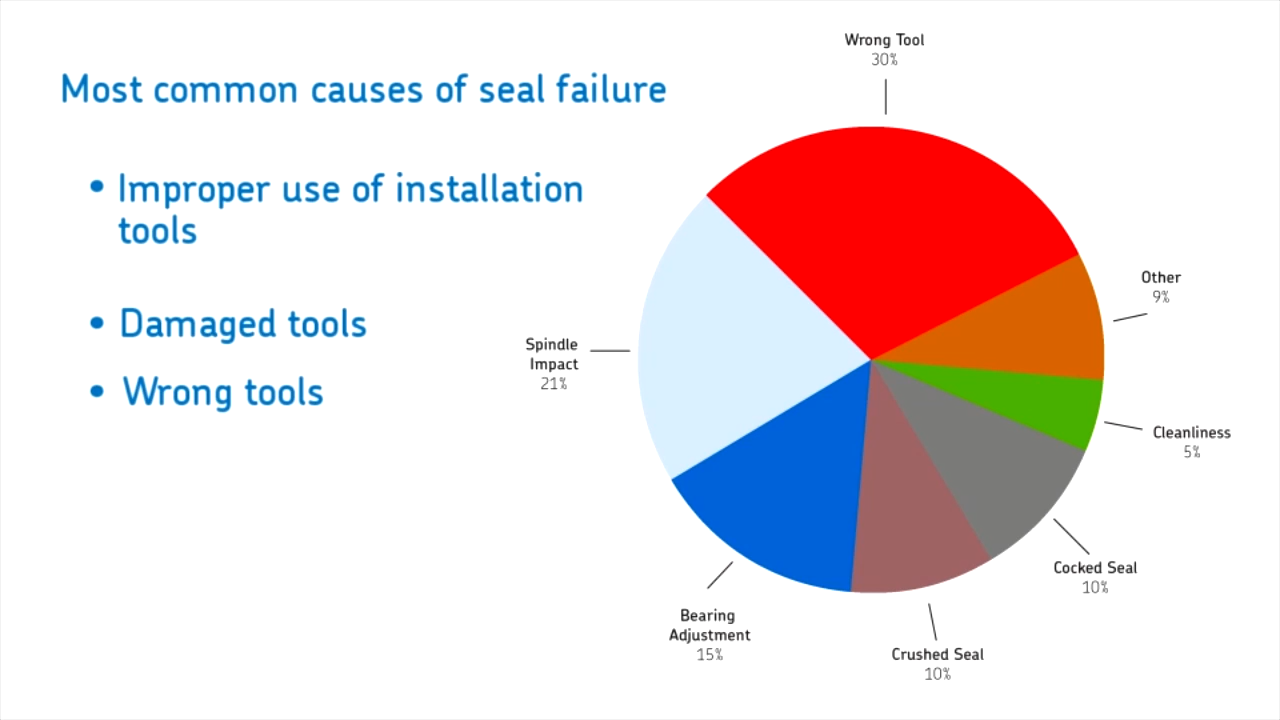 Most common causes of seal failure
• Improper use of installation
tools
• Damaged tools
• Wrong tools
Wrong Tool
30%
Other
9%
Cleanliness
5%
Cocked Seal
10%
Crushed Seal
10%
Bearing
Adjustment
15%
Spindle
Impact
21%